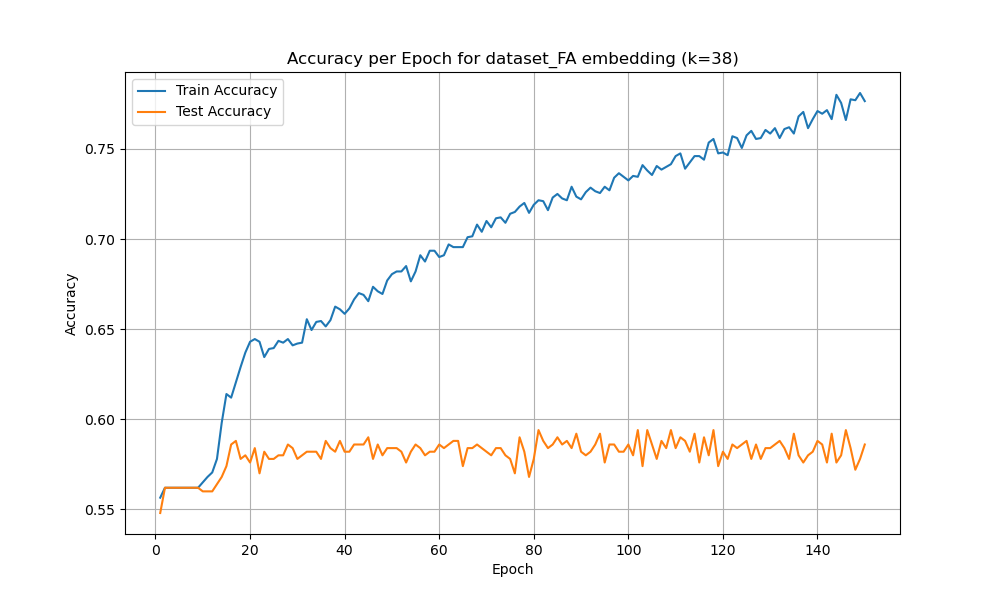 Accuracy per Epoch for dataset_FA embedding (k=38)
Train Accuracy
Test Accuracy
0.75
0.70
0.65
0.60
0.55
Accuracy
0 20 40 60 80 100 120 140
Epoch